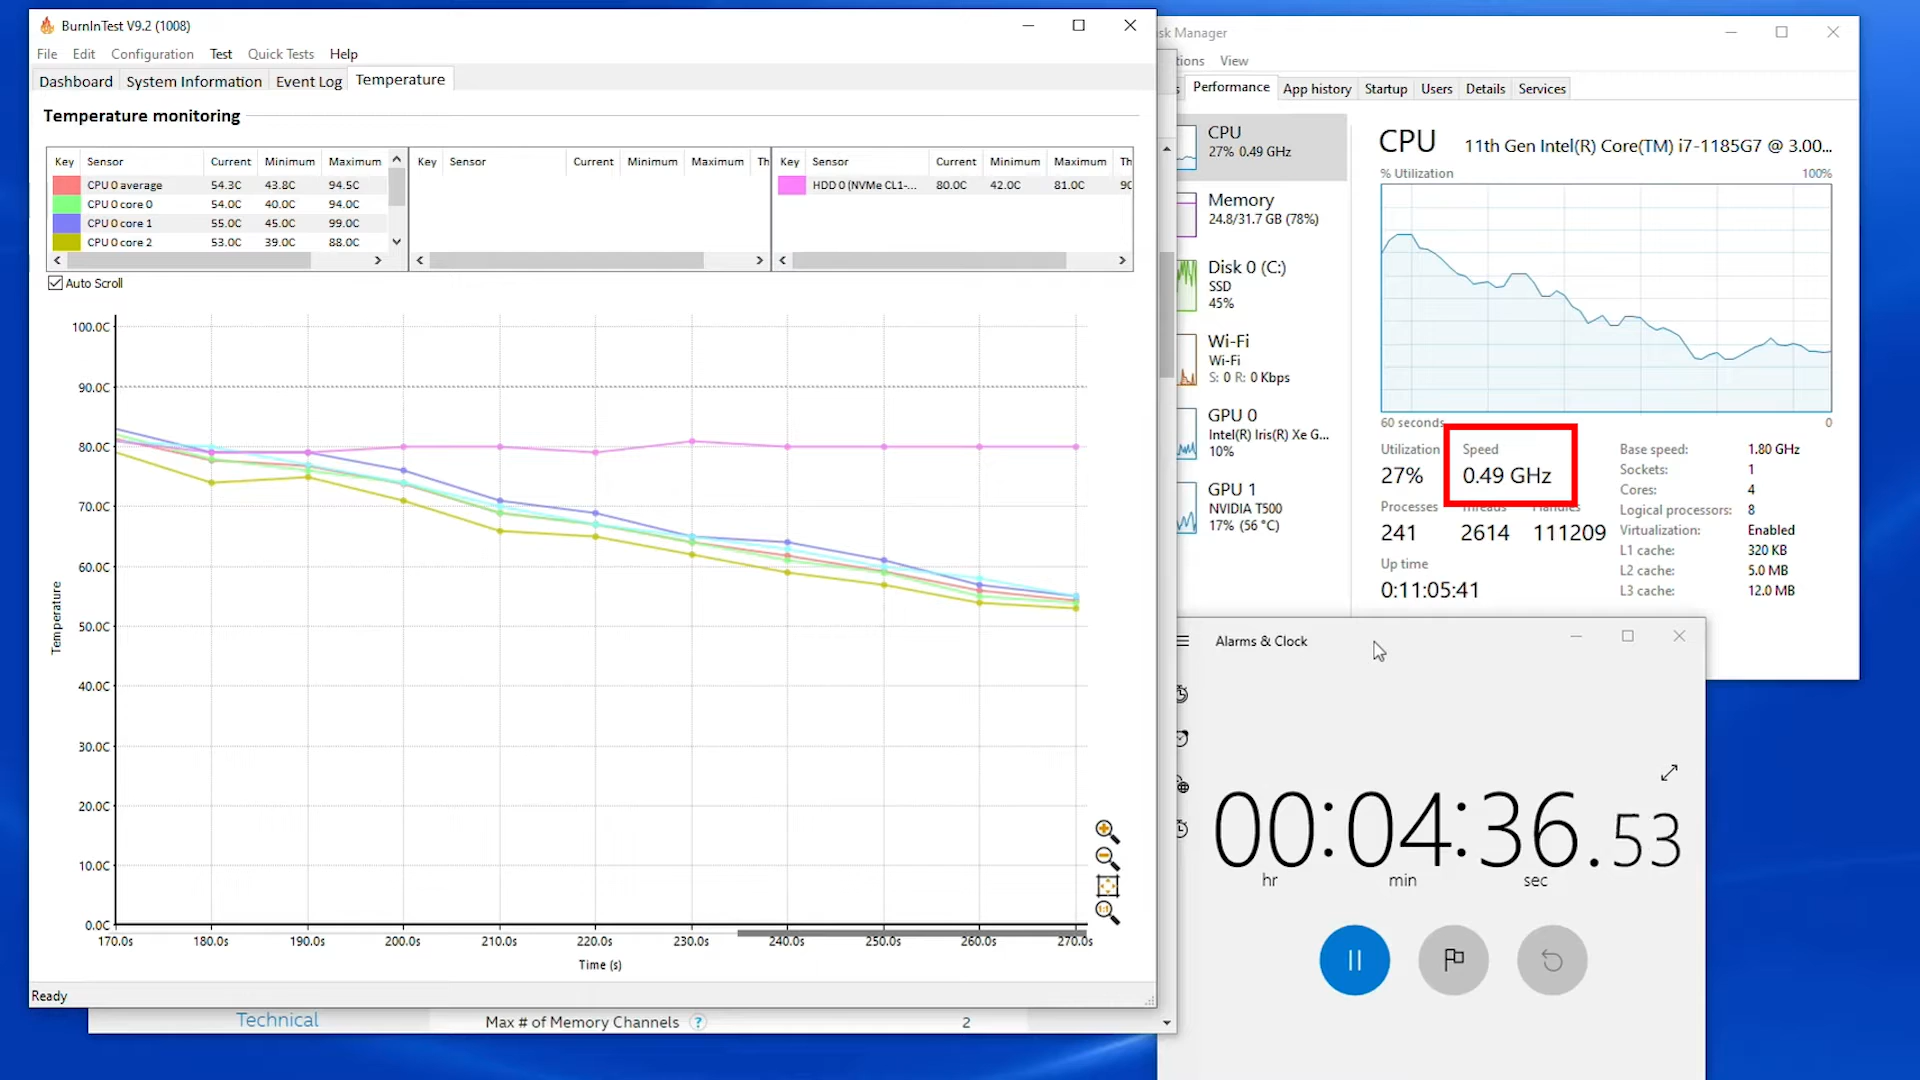 BurnInTest V9.2 (1008)
File Edit Configuration Test Quick Tests Help
Dashboard System Information Event Log Temperature
Temperature monitoring
Key Sensor Current Minimum Maximum
CPU 0 average 54.3C 43.8C 94.5C
CPU 0 core 0 54.0C 40.0C 94.0C
CPU 0 core 1 55.0C 45.0C 99.0C
CPU 0 core 2 53.0C 39.0C 88.0C
Key Sensor Current Minimum Maximum Th
Key Sensor Current Minimum Maximum Th
HDD 0 (NVMe CL1-... 80.0C 42.0C 81.0C 90
Auto Scroll
100.0C
90.0C
80.0C
70.0C
60.0C
50.0C
40.0C
30.0C
20.0C
10.0C
0.0C
Temperature
170.0s 180.0s 190.0s 200.0s 210.0s 220.0s 230.0s 240.0s 250.0s 260.0s 270.0s
Time (s)
1:1
Ready
Technical Max # of Memory Channels ? 2
sk Manager
tions View
s Performance App history Startup Users Details Services
CPU
27% 0.49 GHz
Memory
24.8/31.7 GB (78%)
Disk 0 (C:)
SSD
45%
Wi-Fi
Wi-Fi
S: 0 R: 0 Kbps
GPU 0
Intel(R) Iris(R) Xe G...
10%
GPU 1
NVIDIA T500
17% (56 °C)
CPU 11th Gen Intel(R) Core(TM) i7-1185G7 @ 3.00...
% Utilization 100%
60 seconds 0
Utilization Speed
27% 0.49 GHz
Processes Threads Handles
241 2614 111209
Up time
0:11:05:41
Base speed: 1.80 GHz
Sockets: 1
Cores: 4
Logical processors: 8
Virtualization: Enabled
L1 cache: 320 KB
L2 cache: 5.0 MB
L3 cache: 12.0 MB
Alarms & Clock
00:04:36.53
hr min sec